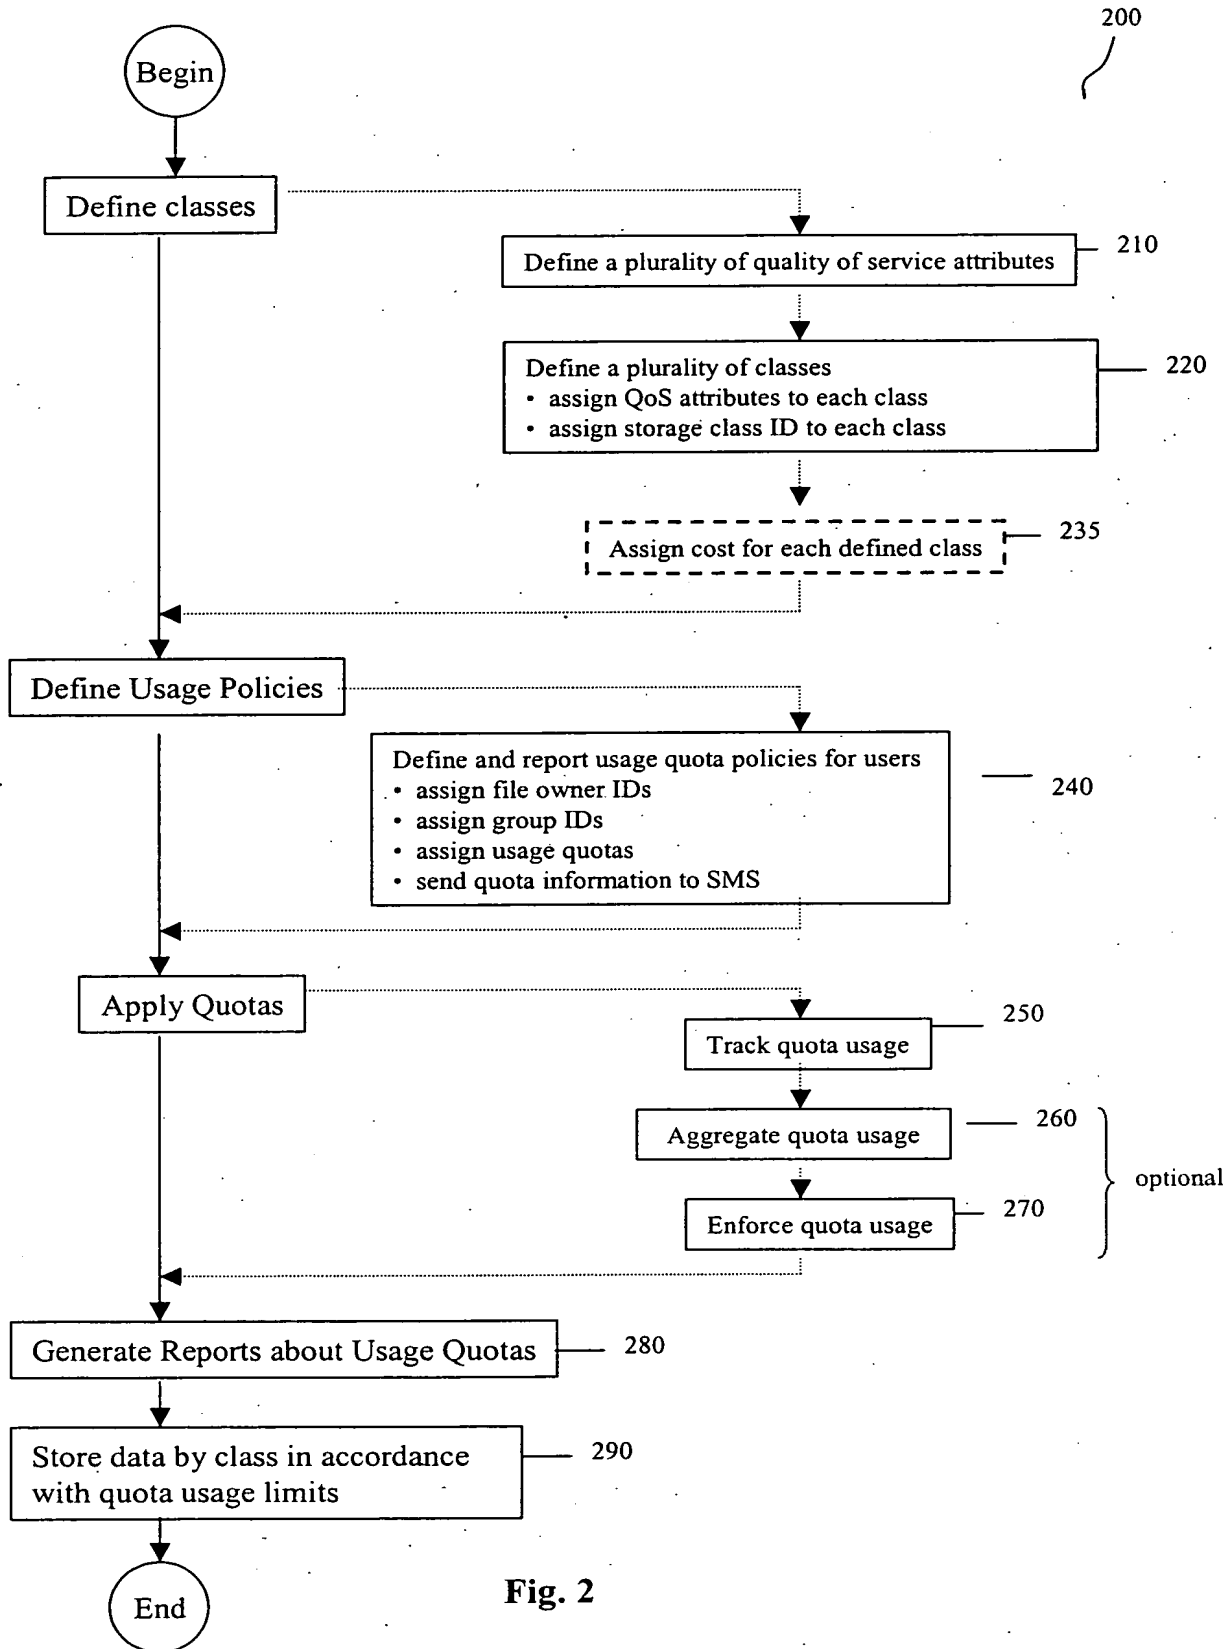 200
Begin
Define classes
Define a plurality of quality of service attributes
210
Define a plurality of classes
• assign QoS attributes to each class
• assign storage class ID to each class
220
Assign cost for each defined class
235
Define Usage Policies
Define and report usage quota policies for users
• assign file owner IDs
• assign group IDs
• assign usage quotas
• send quota information to SMS
240
Apply Quotas
Track quota usage
250
Aggregate quota usage
260
optional
Enforce quota usage
270
Generate Reports about Usage Quotas
280
Store data by class in accordance
with quota usage limits
290
End
Fig. 2